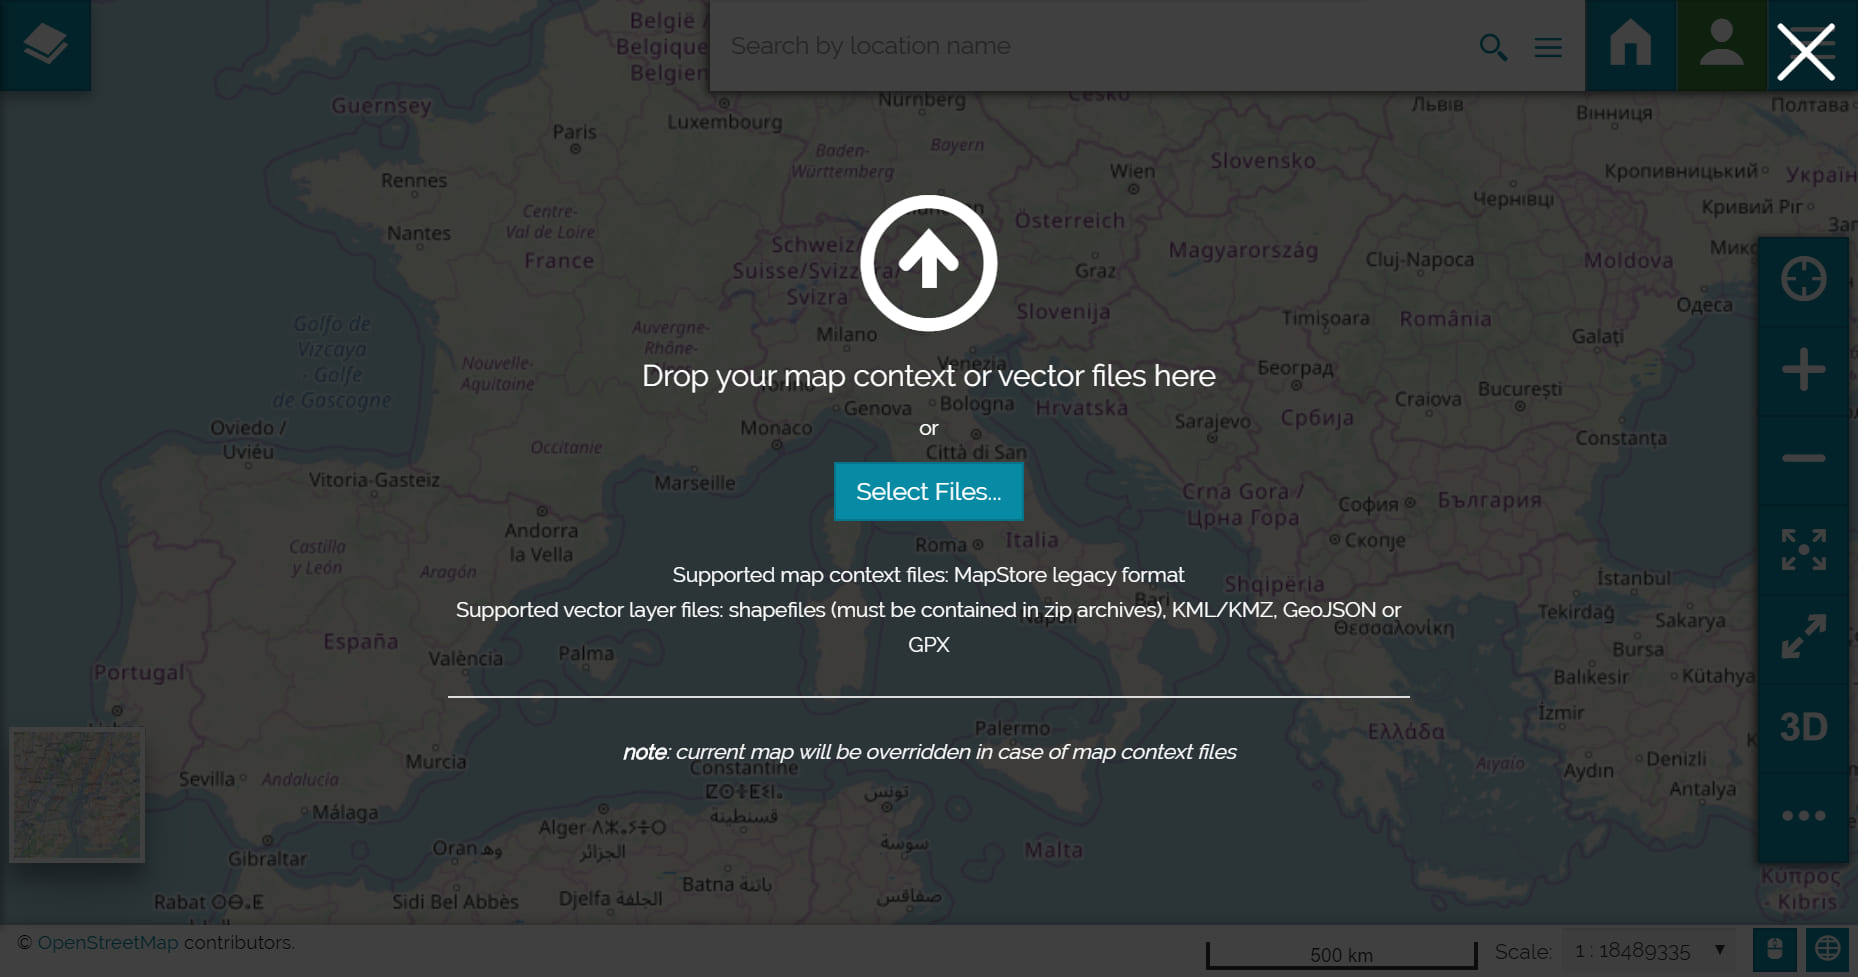 België /
Belgique
Belgien
Search by location name
Guernsey
Luxembourg
Nürnberg
Česko
Львів
Вінниця
Полтава
Paris
Baden-
Württemberg
Bayern
Wien
Slovensko
Кропивницький
Україн
Rennes
Чернівці
Кривий Ріг
Centre-
Val de Loire
Österreich
Nantes
France
Schweiz/
Suisse/Svizzera/
Svizra
Graz
Magyarország
Cluj-Napoca
Moldova
Slovenija
Одеса
Golfo de
Vizcaya
- Golfe
de Gascogne
Auvergne-
Rhône-
Milano
Timișoara
România
Galați
Nouvelle-
Aquitaine
Venezia
Београд
Drop your map context or vector files here
București
Craiova
Genova
Bologna
Hrvatska
Oviedo /
Uviéu
Monaco
or
Sarajevo
Србија
Constanța
Occitanie
Città di San
Vitoria-Gasteiz
Marseille
Select Files...
Crna Gora /
Црна Гора
София
България
Andorra
la Vella
Castilla
y León
Aragón
Roma
Italia
Скопје
Supported map context files: MapStore legacy format
Shqipëria
İstanbul
Bari
Supported vector layer files: shapefiles (must be contained in zip archives), KML/KMZ, GeoJSON or
GPX
Napoli
Θεσσαλονίκη
Tekirdağ
Sakarya
España
València
Palma
Bursa
Portugal
Balıkesir
Kütahya
İzmir
3D
Palermo
Ελλάδα
note: current map will be overridden in case of map context files
Murcia
Constantine
ⵇⵙⵏⵟⵉⵏⴰ
قسنطينة
تونس
Αιγαίο
Denizli
Aydın
Sevilla
Andalucía
Antalya
Málaga
Alger
الجزائر
Oran وهـ
سوسة
Malta
Gibraltar
Batna باتنة
Κύπρος
- Kıbrıs
Rabat
Sidi Bel Abbès
Djelfa الجلفة
صفاقس
© OpenStreetMap contributors.
500 km
Scale:
1 : 18489335